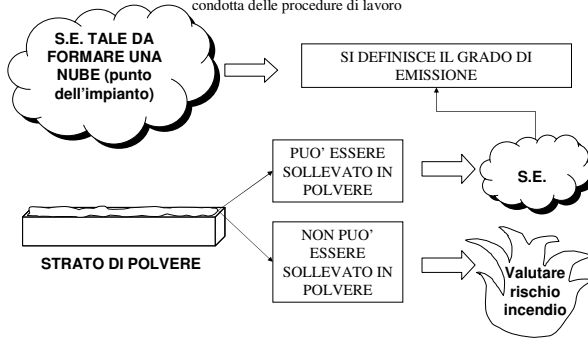 condotta delle procedure di lavoro
S.E. TALE DA
FORMARE UNA
NUBE (punto
dell'impianto)
SI DEFINISCE IL GRADO DI
EMISSIONE
PUO' ESSERE
SOLLEVATO IN
POLVERE
S.E.
STRATO DI POLVERE
NON PUO'
ESSERE
SOLLEVATO IN
POLVERE
Valutare
rischio
incendio